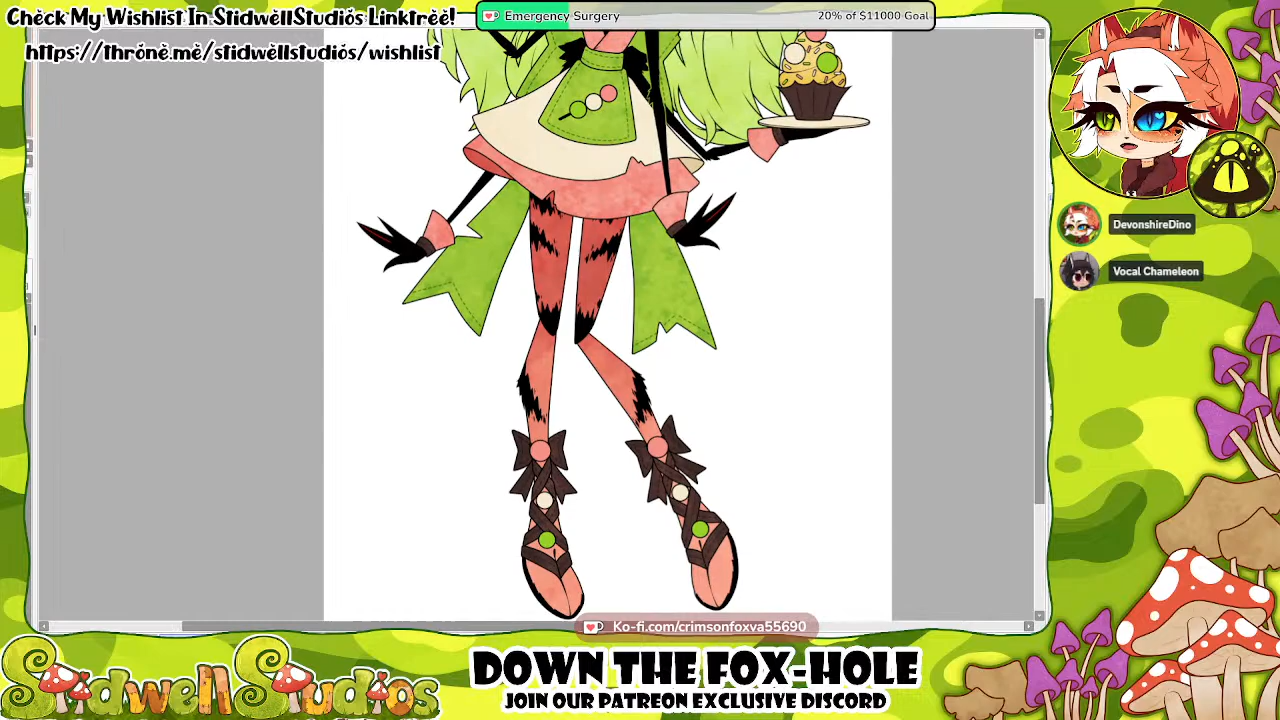 Check My Wishlist In StidwellStudios Linktree!
https://throne.me/stidwellstudios/wishlist
Emergency Surgery
20% of $11000 Goal
DevonshireDino
Vocal Chameleon
Ko-fi.com/crimsonfoxva55690
StidwellStudios
DOWN THE FOX-HOLE
JOIN OUR PATREON EXCLUSIVE DISCORD